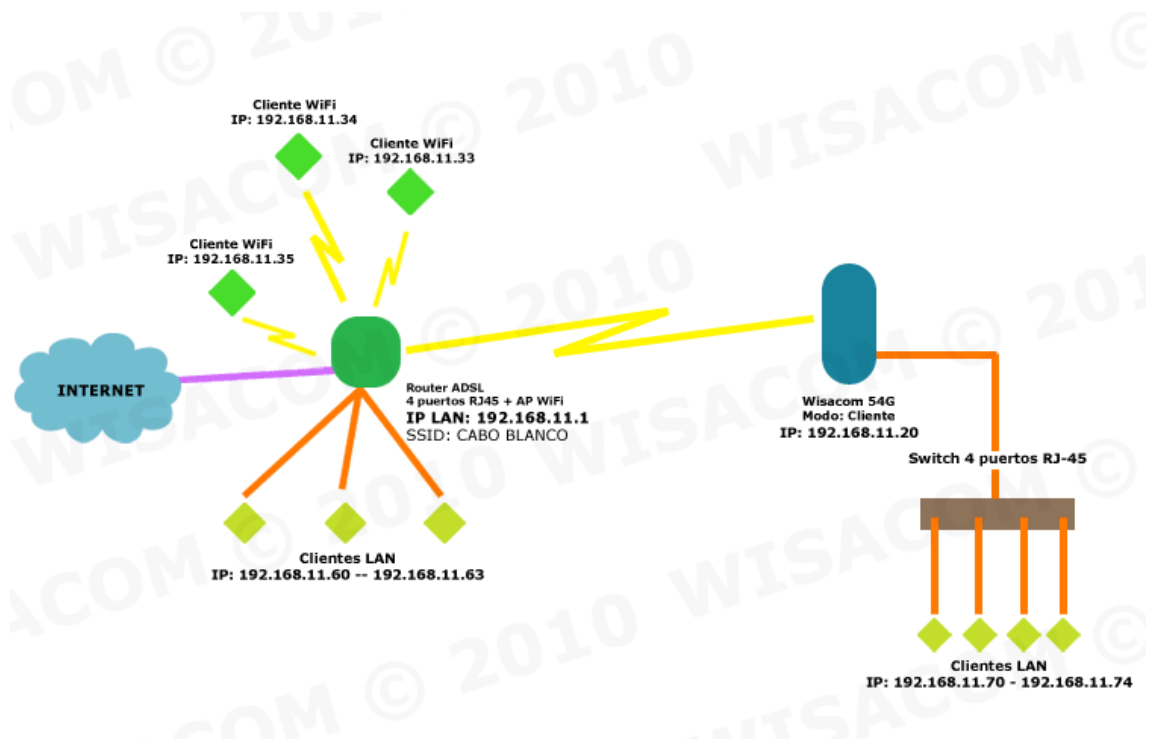 Cliente WiFi
IP: 192.168.11.34
Cliente WiFi
IP: 192.168.11.33
Cliente WiFi
IP: 192.168.11.35
INTERNET
Router ADSL
4 puertos RJ45 + AP WiFi
IP LAN: 192.168.11.1
SSID: CABO BLANCO
Wisacom 54G
Modo: Cliente
IP: 192.168.11.20
Switch 4 puertos RJ-45
Clientes LAN
IP: 192.168.11.60 -- 192.168.11.63
Clientes LAN
IP: 192.168.11.70 - 192.168.11.74
WISACOM © 2010